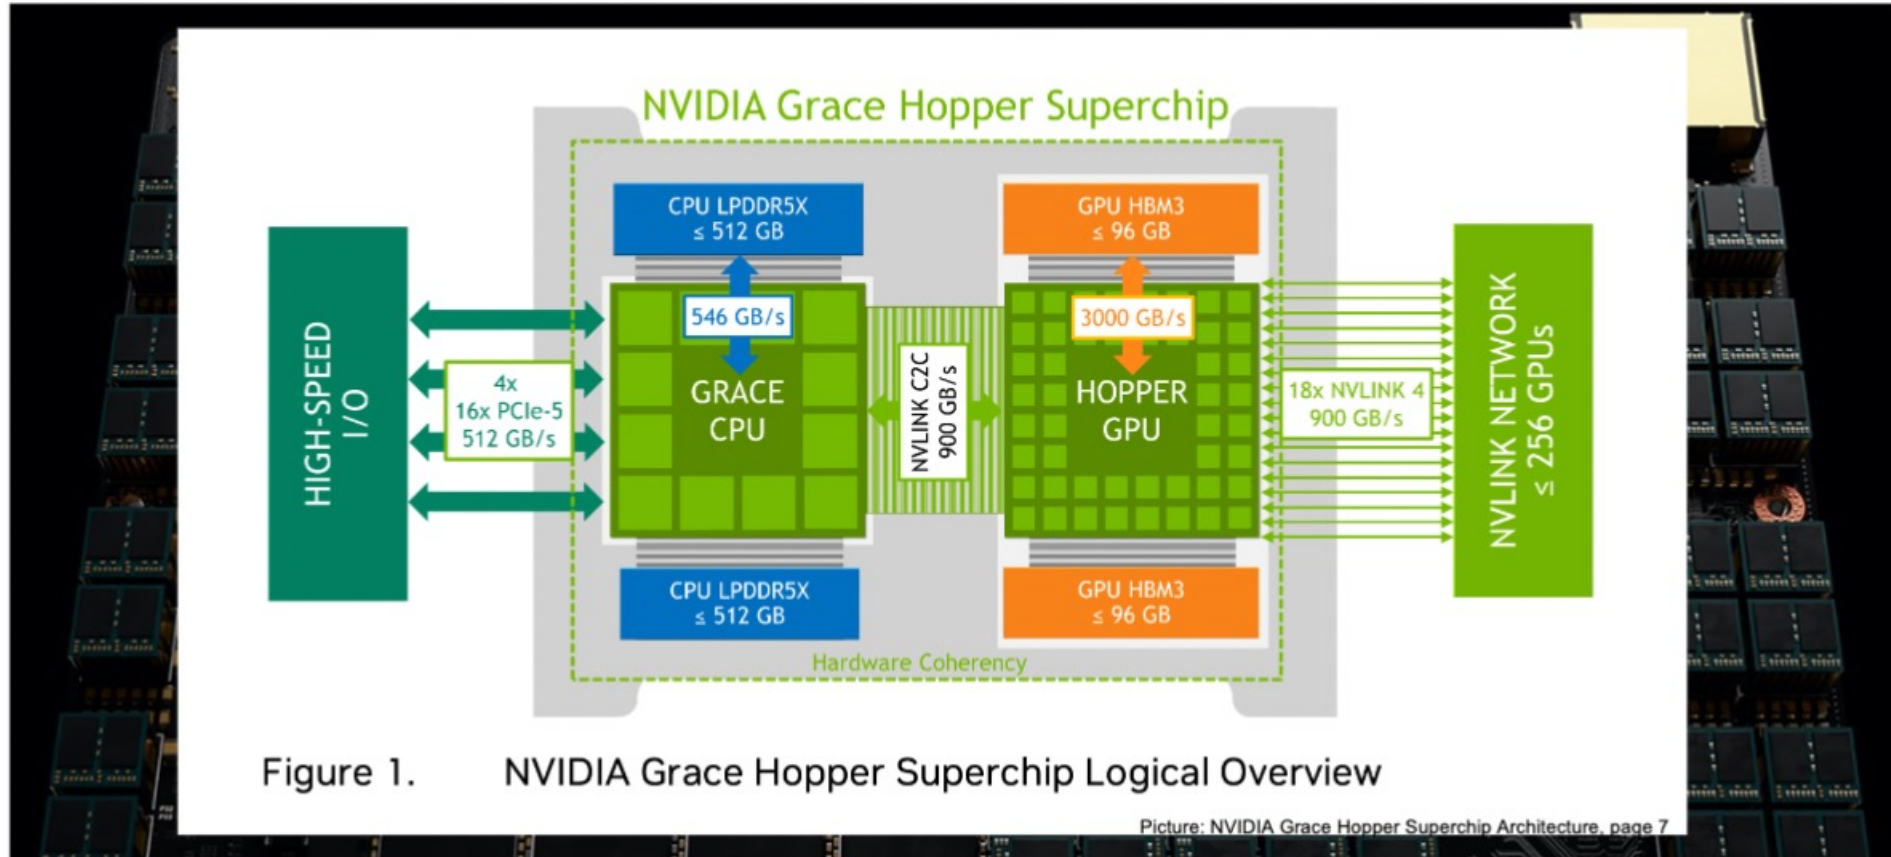 NVIDIA Grace Hopper Superchip
CPU LPDDR5X
≤ 512 GB
GPU HBM3
≤ 96 GB
HIGH-SPEED
I/O
4x
16x PCIe-5
512 GB/s
546 GB/s
GRACE
CPU
NVLINK C2C
900 GB/s
3000 GB/s
HOPPER
GPU
18x NVLINK 4
900 GB/s
NVLINK NETWORK
≤ 256 GPUs
CPU LPDDR5X
≤ 512 GB
GPU HBM3
≤ 96 GB
Hardware Coherency
Figure 1. NVIDIA Grace Hopper Superchip Logical Overview
Picture: NVIDIA Grace Hopper Superchip Architecture, page 7